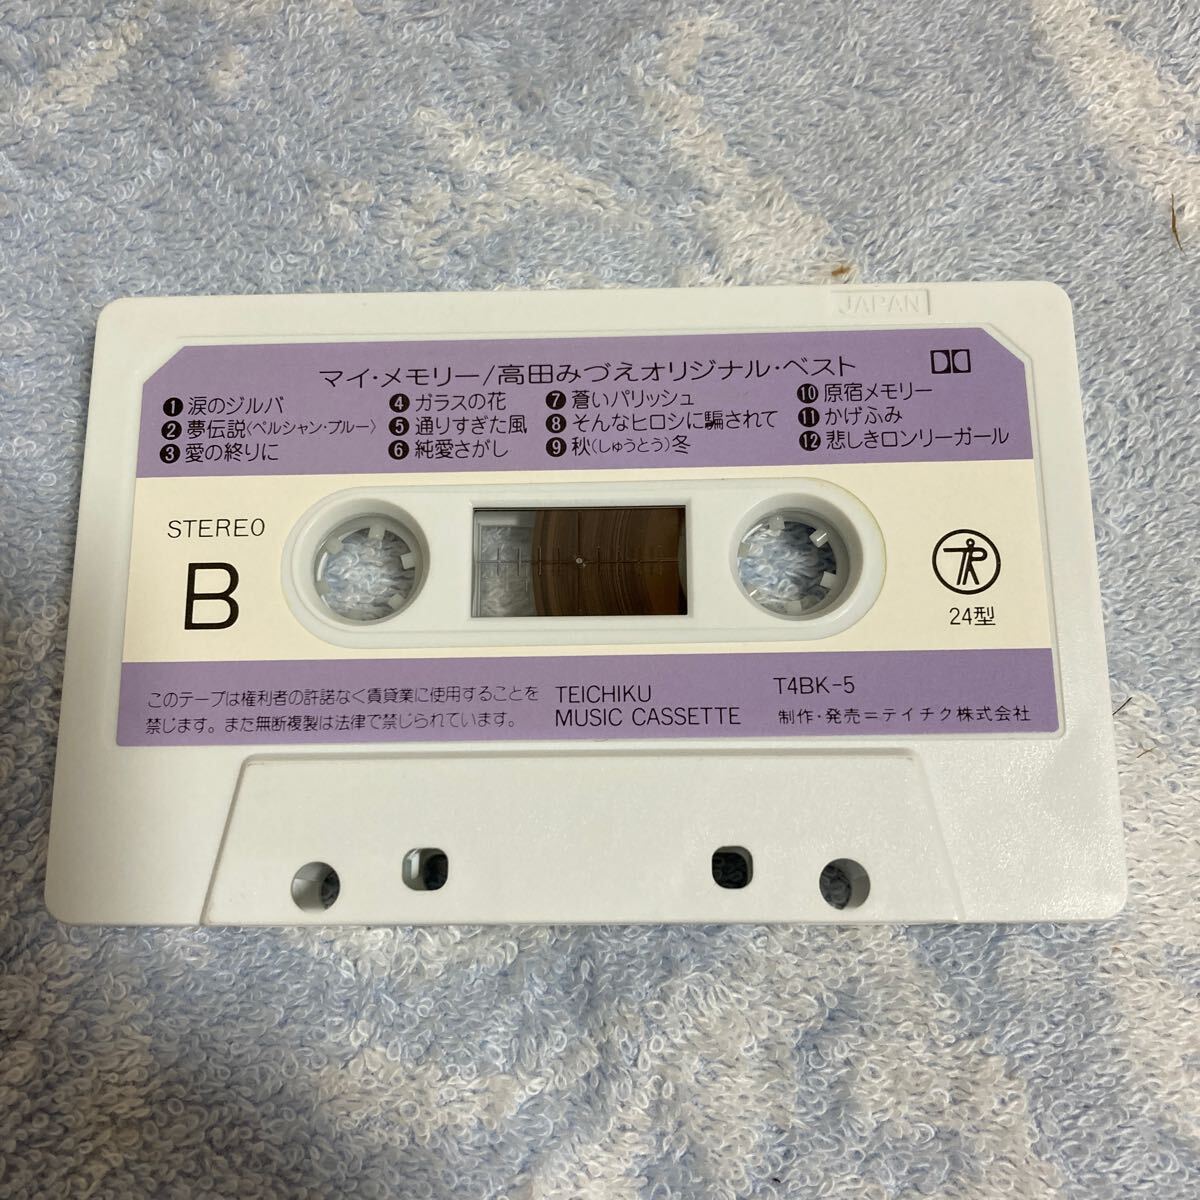 JAPAN
マイ・メモリー/高田みづえオリジナル・ベスト
❶ 涙のジルバ
❷ 夢伝説〈ペルシャン・ブルー〉
❸ 愛の終りに
❹ ガラスの花
❺ 通りすぎた風
❻ 純愛さがし
❼ 蒼いパリッシュ
❽ そんなヒロシに騙されて
❾ 秋(しゅうとう)冬
❿ 原宿メモリー
⓫ かげふみ
⓬ 悲しきロンリーガール
STEREO
B
24型
このテープは権利者の許諾なく賃貸業に使用することを
禁じます。また無断複製は法律で禁じられています。
TEICHIKU
MUSIC CASSETTE
T4BK-5
制作・発売=テイチク株式会社